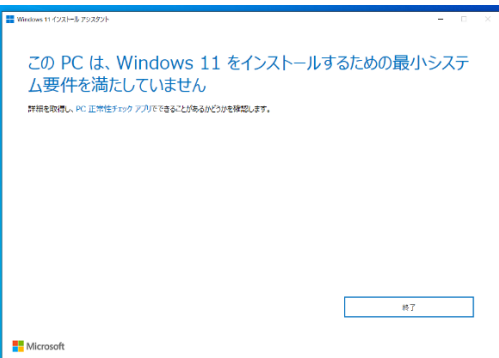 Windows 11 インストール アシスタント
この PC は、Windows 11 をインストールするための最小システ
ム要件を満たしていません
詳細を取得し、PC 正常性チェック アプリでできることがあるかどうかを確認します。
終了
Microsoft